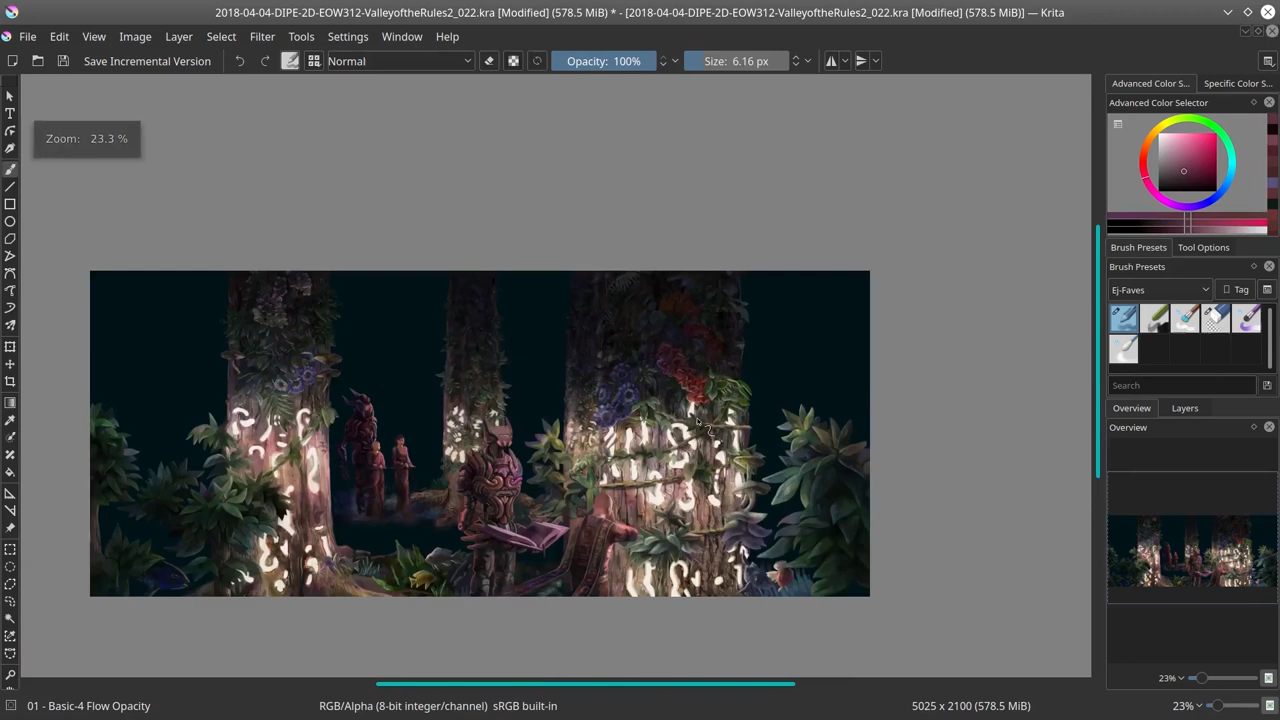 2018-04-04-DIPE-2D-EOW312-ValleyoftheRules2_022.kra [Modified] (578.5 MiB) * - [2018-04-04-DIPE-2D-EOW312-ValleyoftheRules2_022.kra [Modified] (578.5 MiB)] — Krita
File Edit View Image Layer Select Filter Tools Settings Window Help
Save Incremental Version Normal Opacity: 100% Size: 6.16 px
Advanced Color S... Specific Color S...
Advanced Color Selector
Zoom: 23.3 %
Brush Presets Tool Options
Brush Presets
Ej-Faves Tag
Search
Overview Layers
Overview
23%
01 - Basic-4 Flow Opacity RGB/Alpha (8-bit integer/channel) sRGB built-in 5025 x 2100 (578.5 MiB) 23%